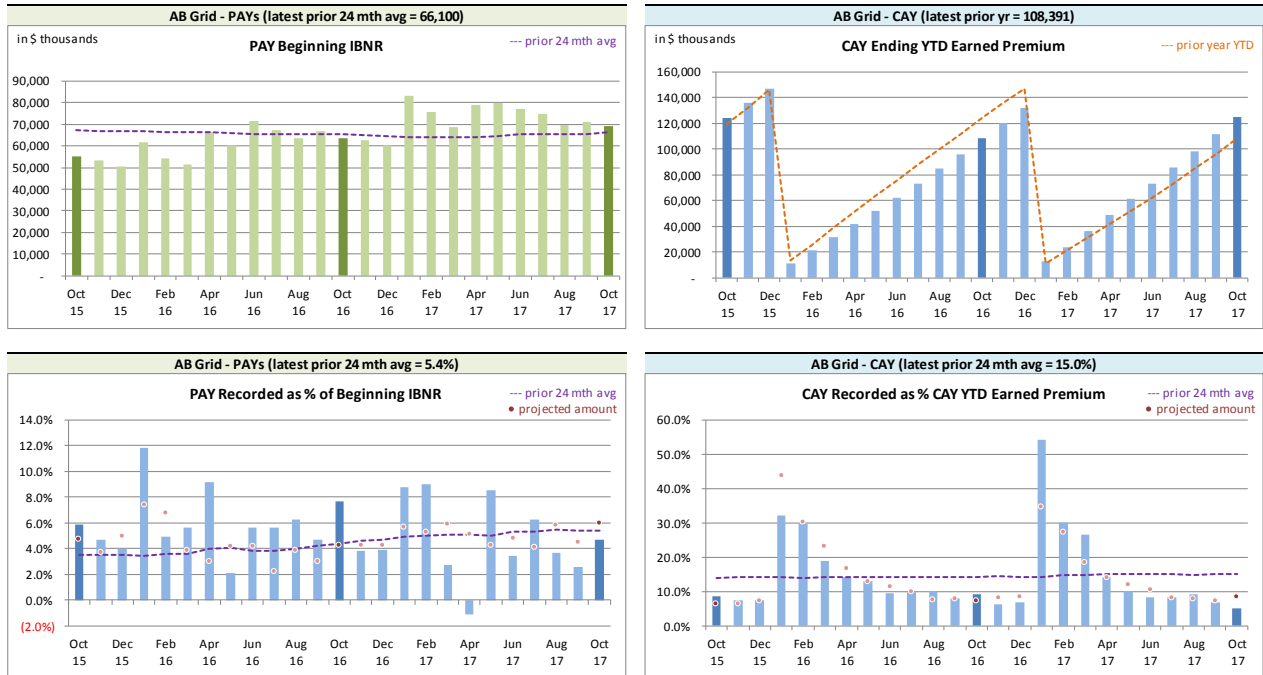 AB Grid - PAYs (latest prior 24 mth avg = 66,100)
in $ thousands
PAY Beginning IBNR
--- prior 24 mth avg
90,000
80,000
70,000
60,000
50,000
40,000
30,000
20,000
10,000
-
Oct Dec Feb Apr Jun Aug Oct Dec Feb Apr Jun Aug Oct
15 15 16 16 16 16 16 16 17 17 17 17 17
AB Grid - CAY (latest prior yr = 108,391)
in $ thousands
CAY Ending YTD Earned Premium
--- prior year YTD
160,000
140,000
120,000
100,000
80,000
60,000
40,000
20,000
-
Oct Dec Feb Apr Jun Aug Oct Dec Feb Apr Jun Aug Oct
15 15 16 16 16 16 16 16 17 17 17 17 17
AB Grid - PAYs (latest prior 24 mth avg = 5.4%)
PAY Recorded as % of Beginning IBNR
--- prior 24 mth avg
• projected amount
14.0%
12.0%
10.0%
8.0%
6.0%
4.0%
2.0%
0.0%
(2.0%)
Oct Dec Feb Apr Jun Aug Oct Dec Feb Apr Jun Aug Oct
15 15 16 16 16 16 16 16 17 17 17 17 17
AB Grid - CAY (latest prior 24 mth avg = 15.0%)
CAY Recorded as % CAY YTD Earned Premium
--- prior 24 mth avg
• projected amount
60.0%
50.0%
40.0%
30.0%
20.0%
10.0%
0.0%
Oct Dec Feb Apr Jun Aug Oct Dec Feb Apr Jun Aug Oct
15 15 16 16 16 16 16 16 17 17 17 17 17